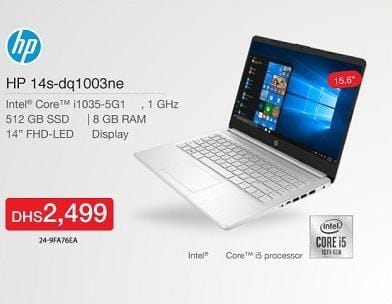 hp
15.6"
HP 14s-dq1003ne
Intel® Core™ i1035-5G1 , 1 GHz
512 GB SSD | 8 GB RAM
14” FHD-LED Display
DHS2,499
24-9FA76EA
Intel® Core™ i5 processor
intel
CORE i5
10TH GEN
hp